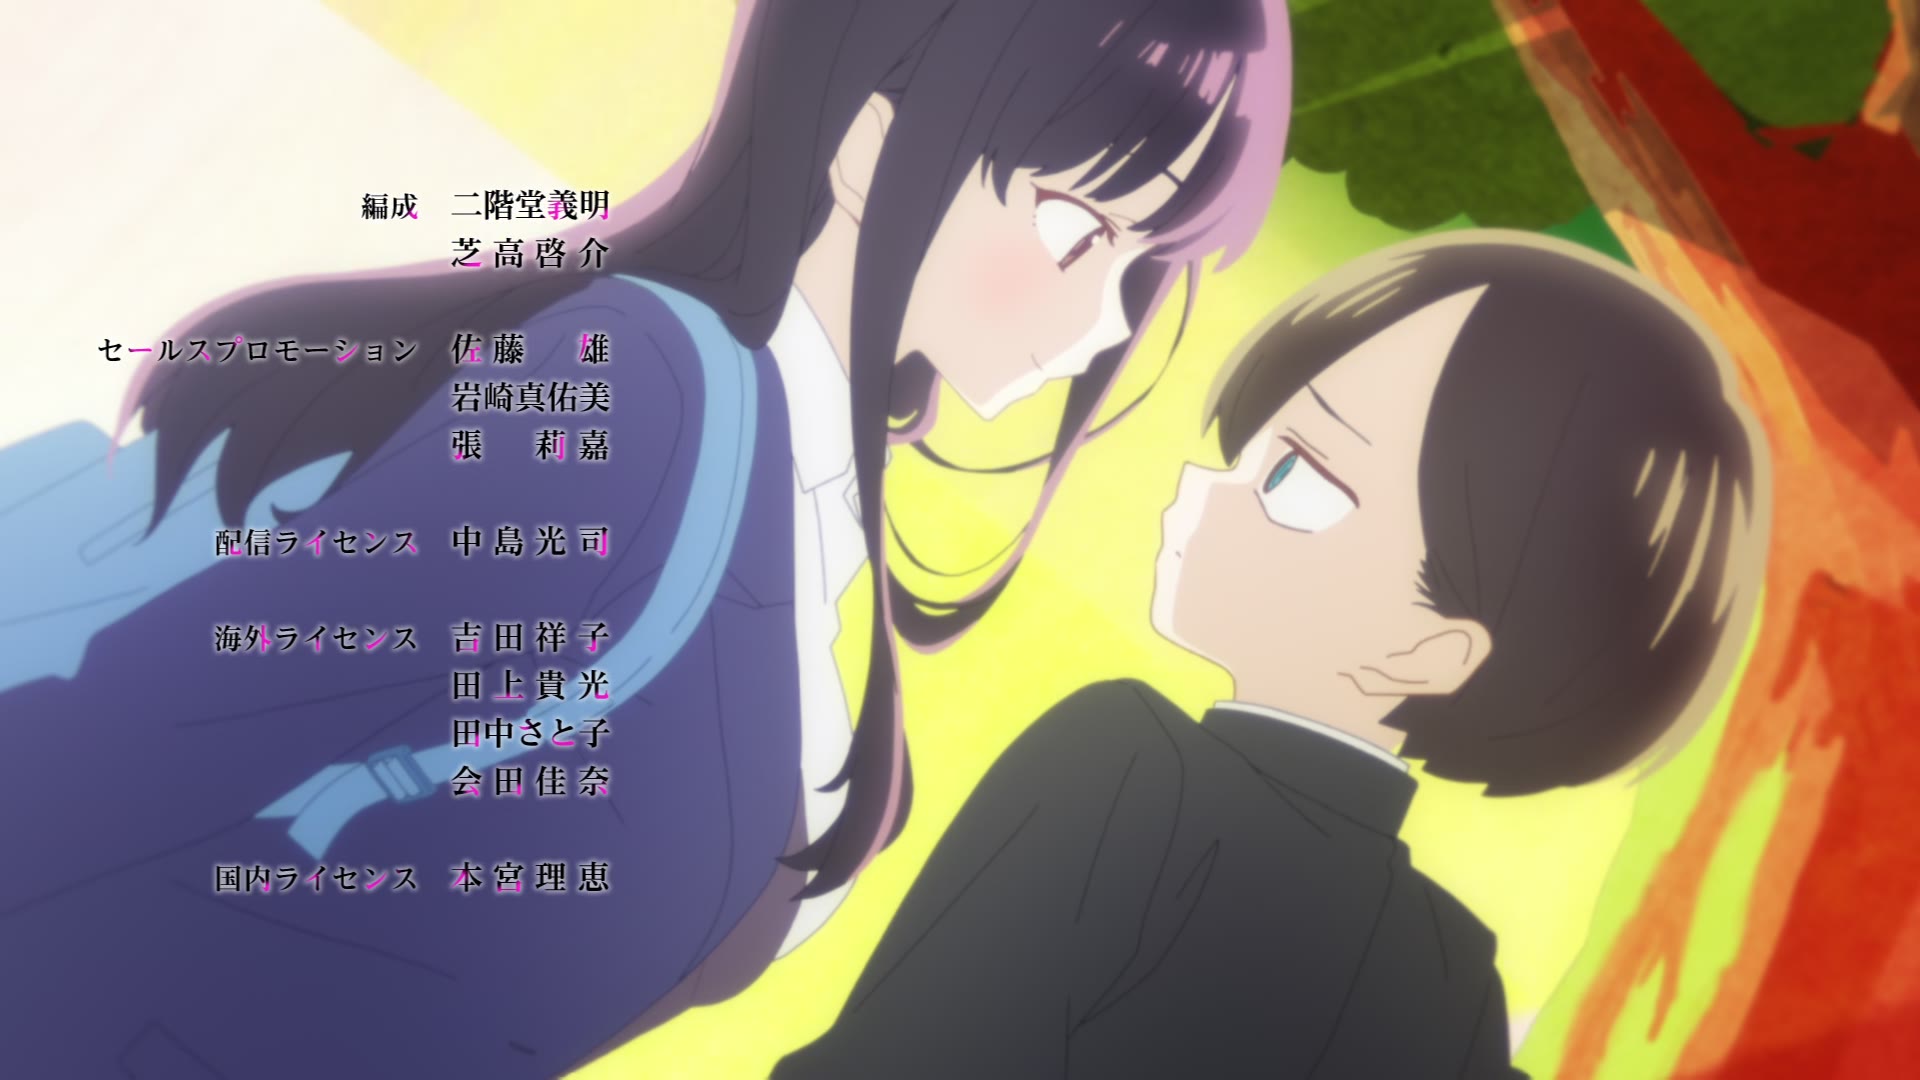 編成 二階堂義明
芝高啓介
セールスプロモーション 佐藤 雄
岩崎真佑美
張 莉嘉
配信ライセンス 中島光司
海外ライセンス 吉田祥子
田上貴光
田中さと子
会田佳奈
国内ライセンス 本宮理恵